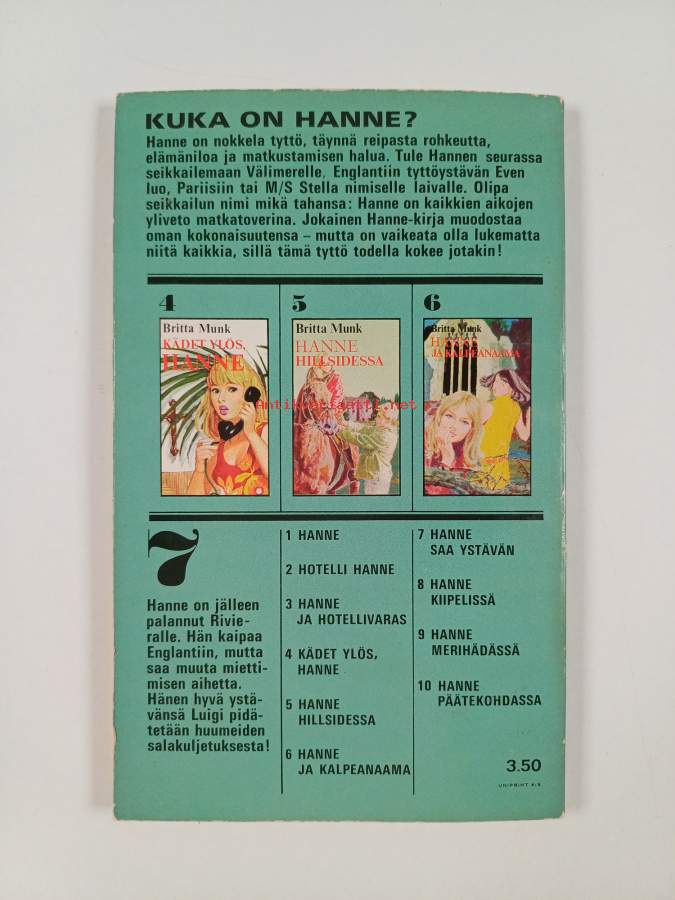 KUKA ON HANNE?
Hanne on nokkela tyttö, täynnä reipasta rohkeutta,
elämäniloa ja matkustamisen halua. Tule Hannen seurassa
seikkailemaan Välimerelle, Englantiin tyttöystävän Even
luo, Pariisiin tai M/S Stella nimiselle laivalle. Olipa
seikkailun nimi mikä tahansa: Hanne on kaikkien aikojen
yliveto matkatoverina. Jokainen Hanne-kirja muodostaa
oman kokonaisuutensa – mutta on vaikeata olla lukematta
niitä kaikkia, sillä tämä tyttö todella kokee jotakin!
4
Britta Munk
KÄDET YLÖS,
HANNE
5
Britta Munk
HANNE
HILLSIDESSA
6
Britta Munk
HANNE
JA KALPEANAAMA
Antikvariaatti.net
7
Hanne on jälleen
palannut Rivie-
ralle. Hän kaipaa
Englantiin, mutta
saa muuta mietti-
misen aihetta.
Hänen hyvä ystä-
vänsä Luigi pidä-
tetään huumeiden
salakuljetuksesta!
1 HANNE
2 HOTELLI HANNE
3 HANNE
JA HOTELLIVARAS
4 KÄDET YLÖS,
HANNE
5 HANNE
HILLSIDESSA
6 HANNE
JA KALPEANAAMA
7 HANNE
SAA YSTÄVÄN
8 HANNE
KIIPELISSÄ
9 HANNE
MERIHÄDÄSSÄ
10 HANNE
PÄÄTEKOHDASSA
3.50
UNIPRINT